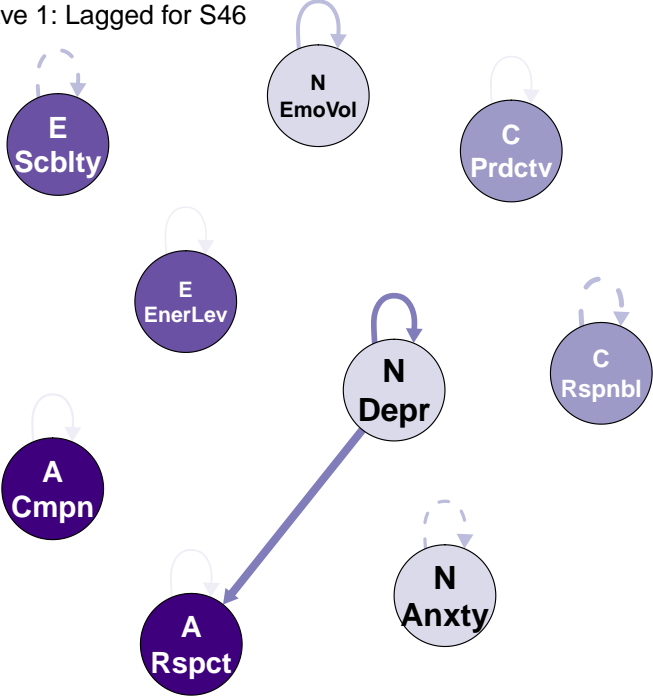 ve 1: Lagged for S46
N
EmoVol
E
Scblty
C
Prdctv
E
EnerLev
N
Depr
C
Rspnbl
A
Cmpn
N
Anxty
A
Rspct